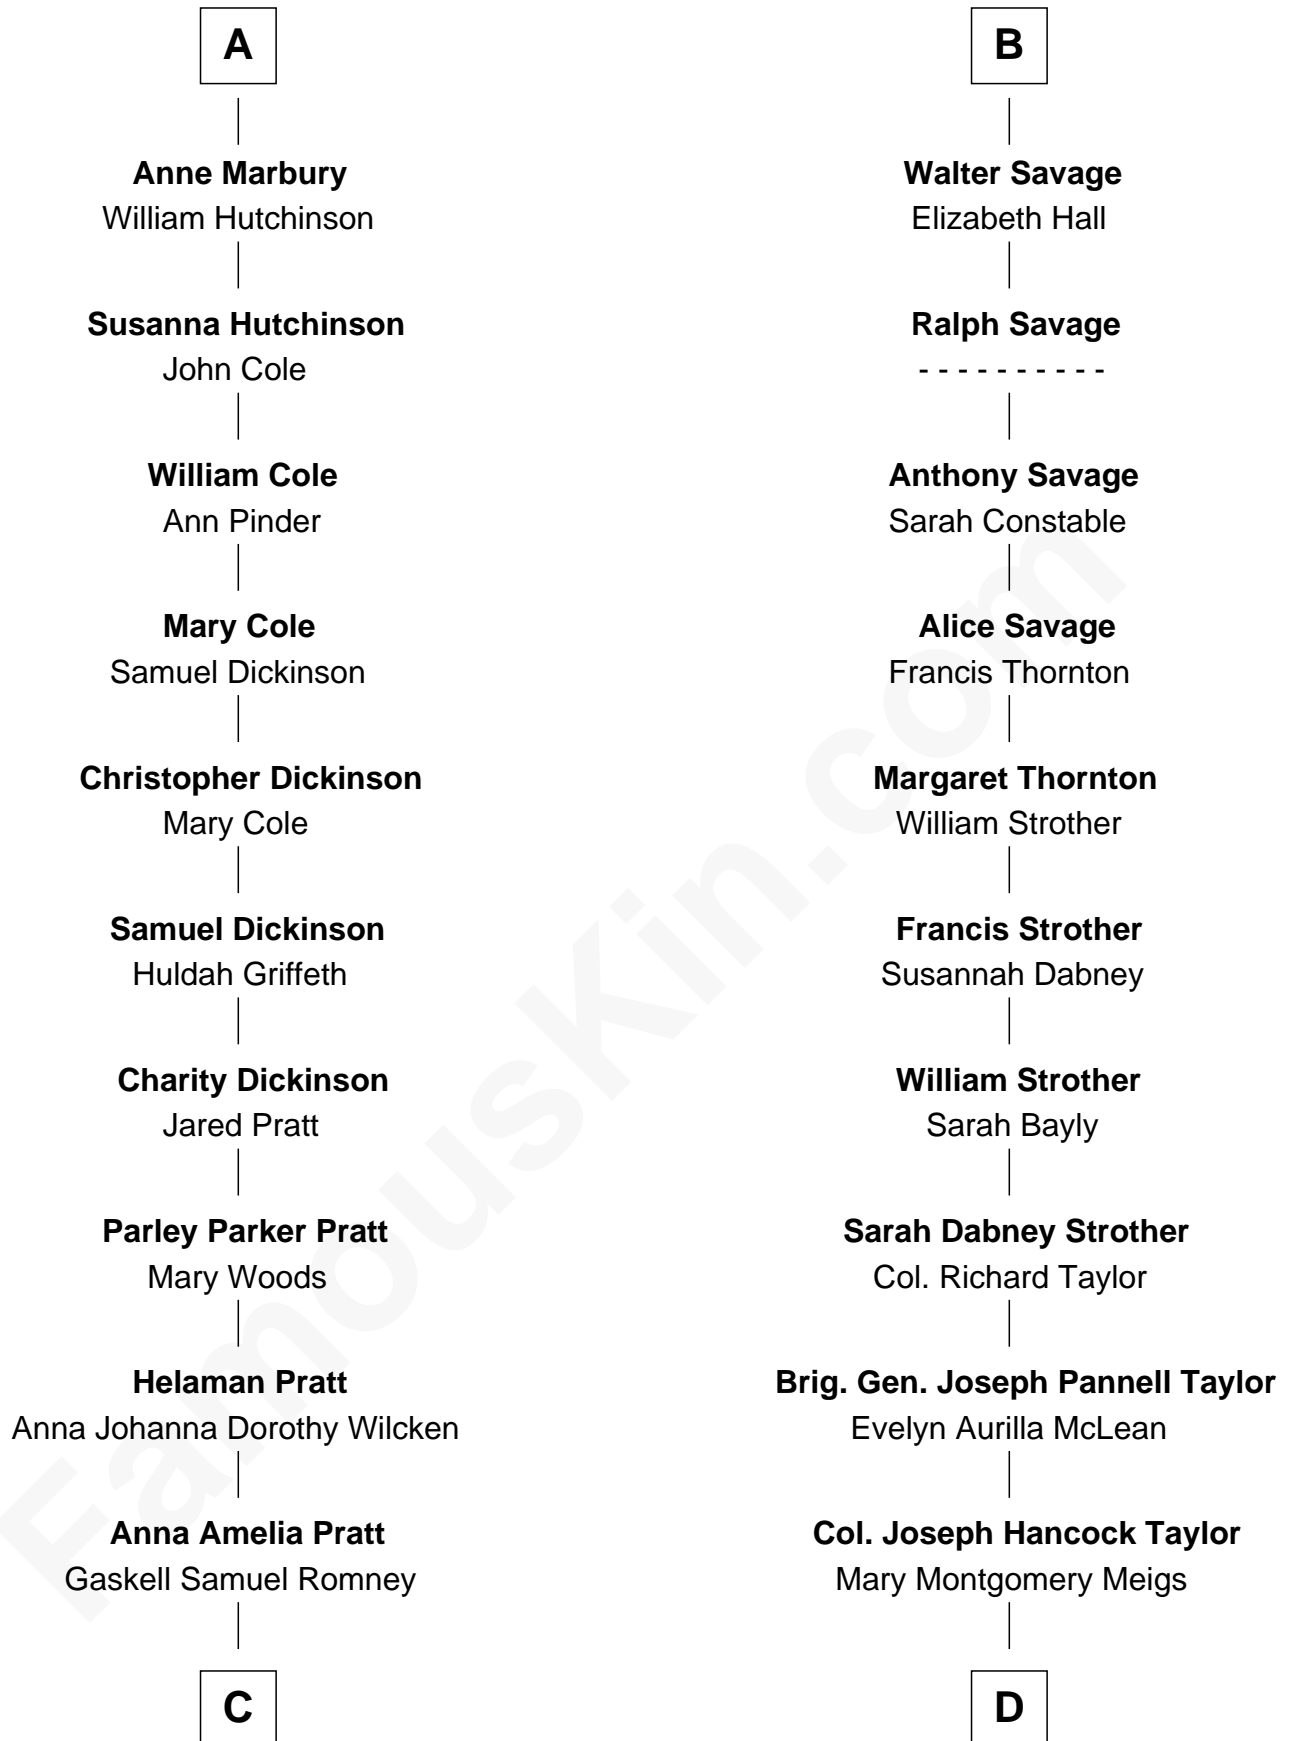 A
Anne Marbury
William Hutchinson
Susanna Hutchinson
John Cole
William Cole
Ann Pinder
Mary Cole
Samuel Dickinson
Christopher Dickinson
Mary Cole
Samuel Dickinson
Huldah Griffeth
Charity Dickinson
Jared Pratt
Parley Parker Pratt
Mary Woods
Helaman Pratt
Anna Johanna Dorothy Wilcken
Anna Amelia Pratt
Gaskell Samuel Romney
C
B
Walter Savage
Elizabeth Hall
Ralph Savage
- - - - - - - - - -
Anthony Savage
Sarah Constable
Alice Savage
Francis Thornton
Margaret Thornton
William Strother
Francis Strother
Susannah Dabney
William Strother
Sarah Bayly
Sarah Dabney Strother
Col. Richard Taylor
Brig. Gen. Joseph Pannell Taylor
Evelyn Aurilla McLean
Col. Joseph Hancock Taylor
Mary Montgomery Meigs
D
FamousKin.com